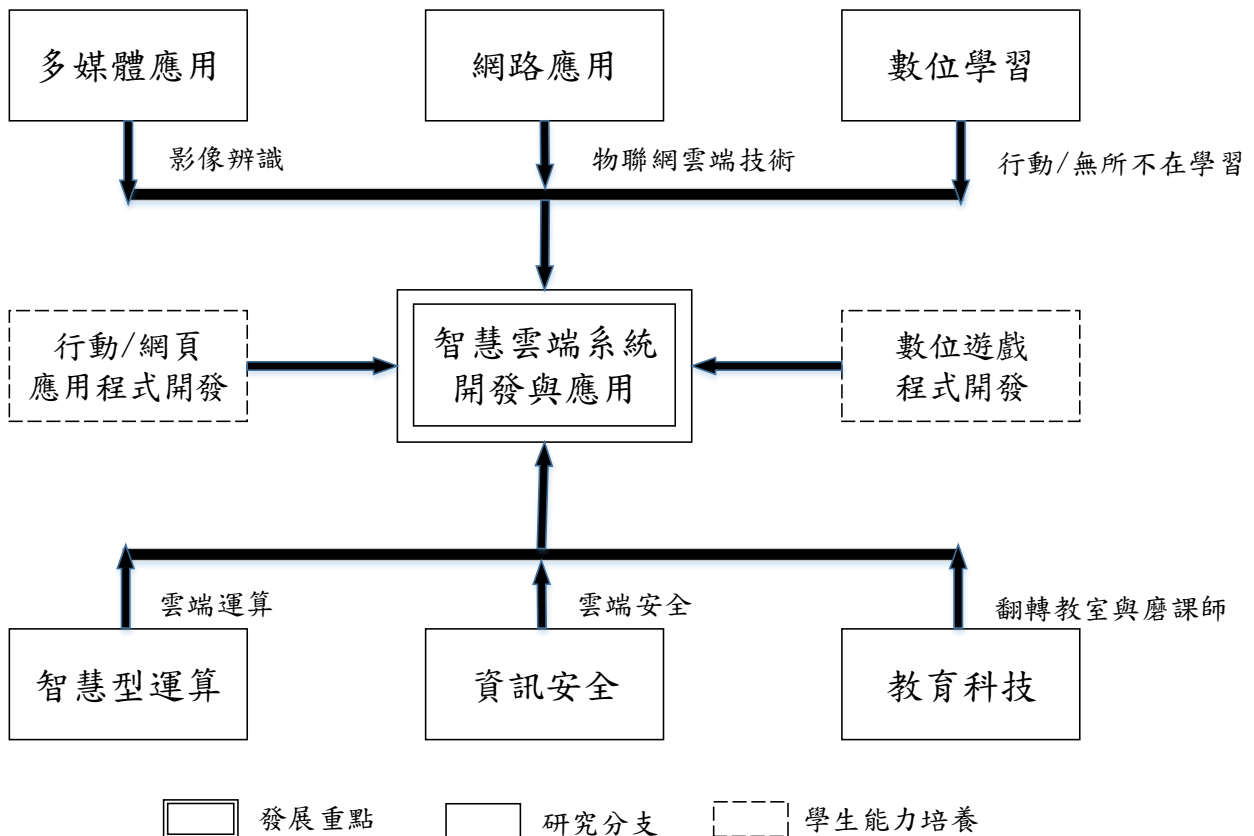 多媒體應用
網路應用
數位學習
影像辨識
物聯網雲端技術
行動/無所不在學習
行動/網頁
應用程式開發
智慧雲端系統
開發與應用
數位遊戲
程式開發
雲端運算
雲端安全
翻轉教室與磨課師
智慧型運算
資訊安全
教育科技
發展重點
研究分支
學生能力培養